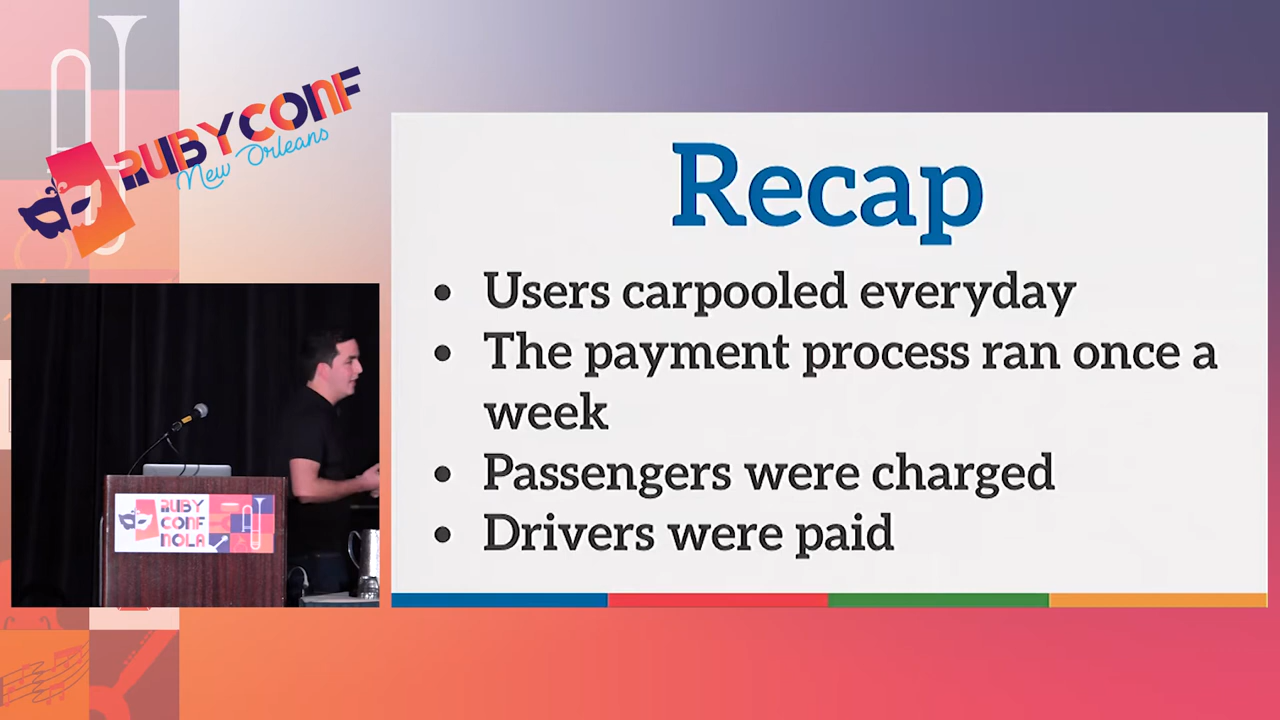 RUBYCONF
New Orleans
Recap
• Users carpooled everyday
• The payment process ran once a
week
• Passengers were charged
• Drivers were paid
RUBY
CONF
NOLA